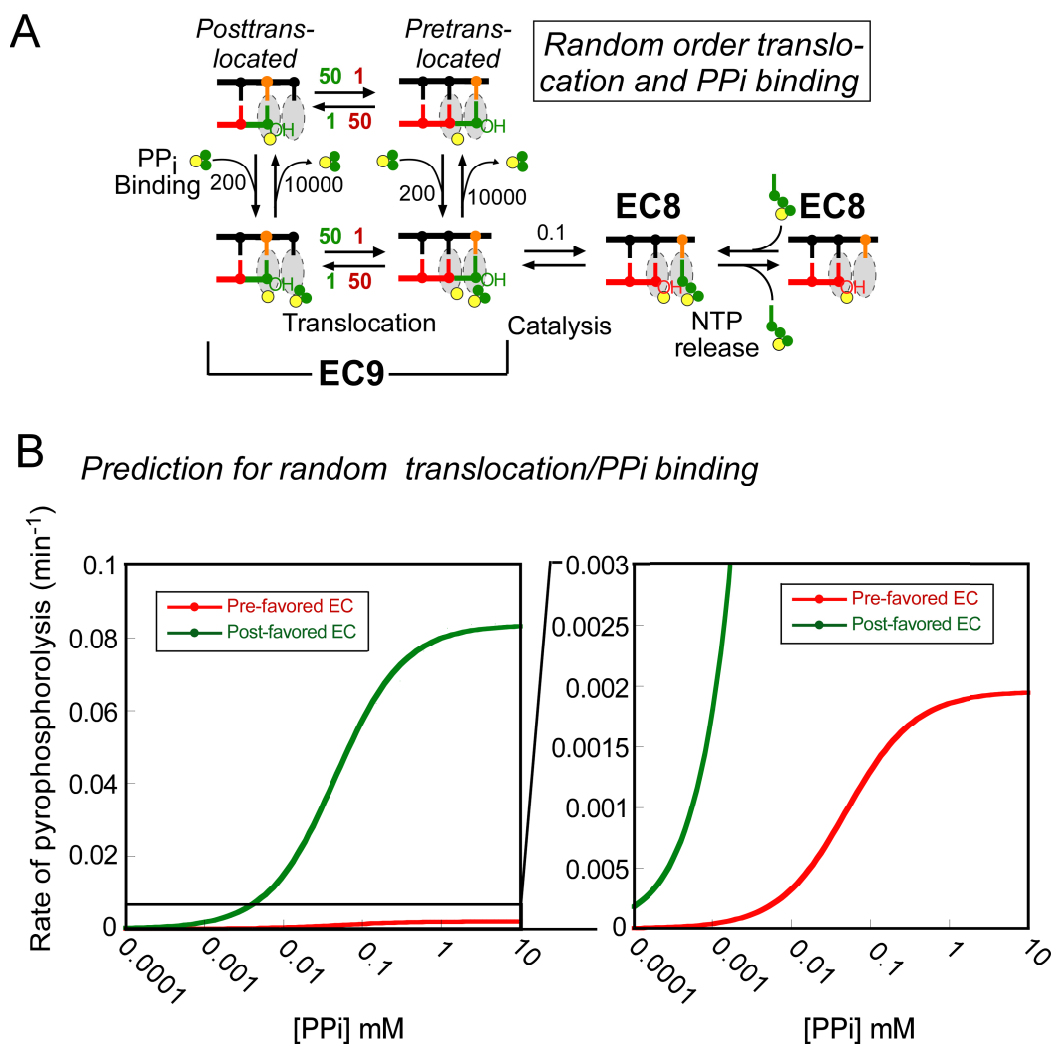 A
Posttrans-
located
Pretrans-
located
Random order translo-
cation and PPi binding
50 1
1 50
OH
OH
PPi
Binding
200
10000
200
10000
EC8
EC8
50 1
1 50
0.1
OH
OH
OH
OH
Translocation
Catalysis
NTP
release
EC9
B
Prediction for random translocation/PPi binding
Rate of pyrophosphorolysis (min-1)
0.1
0.08
0.06
0.04
0.02
0
Pre-favored EC
Post-favored EC
0.0001
0.001
0.01
0.1
1
10
[PPi] mM
0.003
0.0025
0.002
0.0015
0.001
0.005
0
Pre-favored EC
Post-favored EC
0.0001
0.001
0.01
0.1
1
10
[PPi] mM